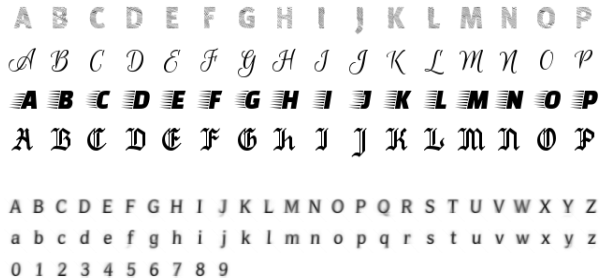 A B C D E F G H I J K L M N O P
A B C D E F G H I J K L M N O P
A B C D E F G H I J K L M N O P
A B C D E F G H I J K L M N O P
A B C D E F G H I J K L M N O P Q R S T U V W X Y Z
a b c d e f g h i j k l m n o p q r s t u v w x y z
0 1 2 3 4 5 6 7 8 9